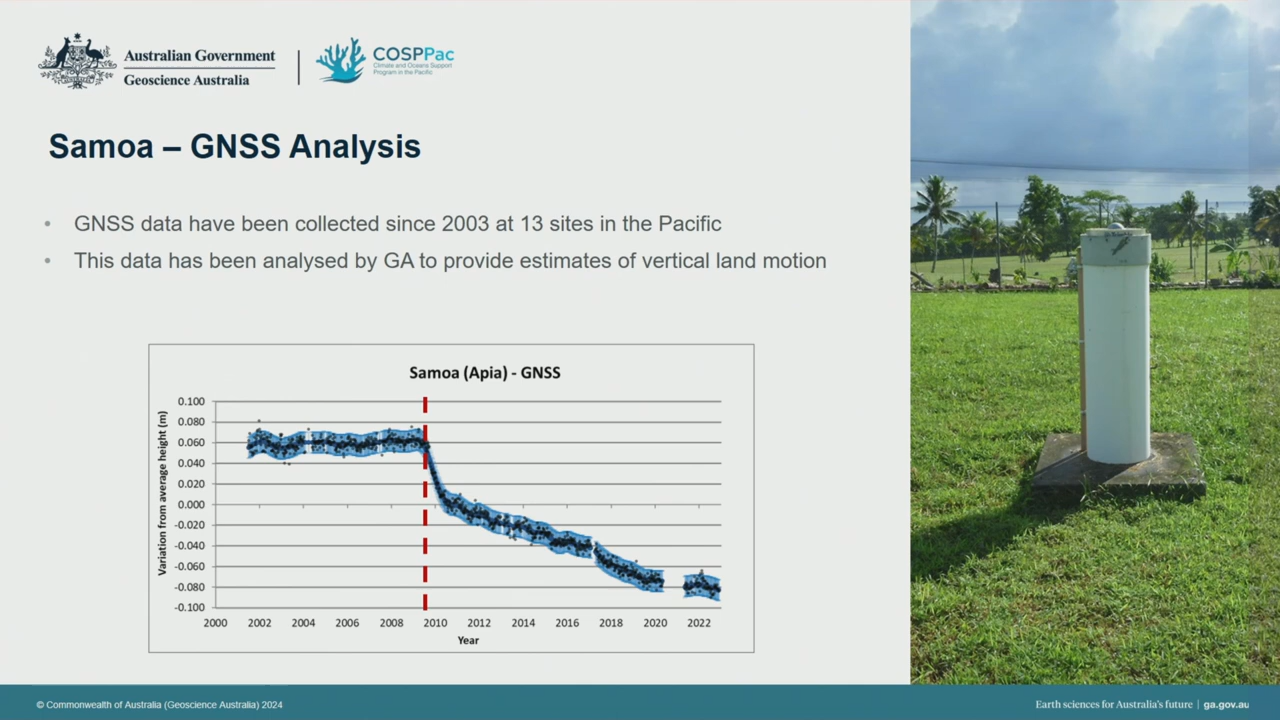 Australian Government
Geoscience Australia
COSPPac
Climate and Oceans Support
Program in the Pacific
Samoa – GNSS Analysis
• GNSS data have been collected since 2003 at 13 sites in the Pacific
• This data has been analysed by GA to provide estimates of vertical land motion
Samoa (Apia) - GNSS
Variation from average height (m)
0.100
0.080
0.060
0.040
0.020
0.000
-0.020
-0.040
-0.060
-0.080
-0.100
2000 2002 2004 2006 2008 2010 2012 2014 2016 2018 2020 2022
Year
© Commonwealth of Australia (Geoscience Australia) 2024
Earth sciences for Australia's future | ga.gov.au